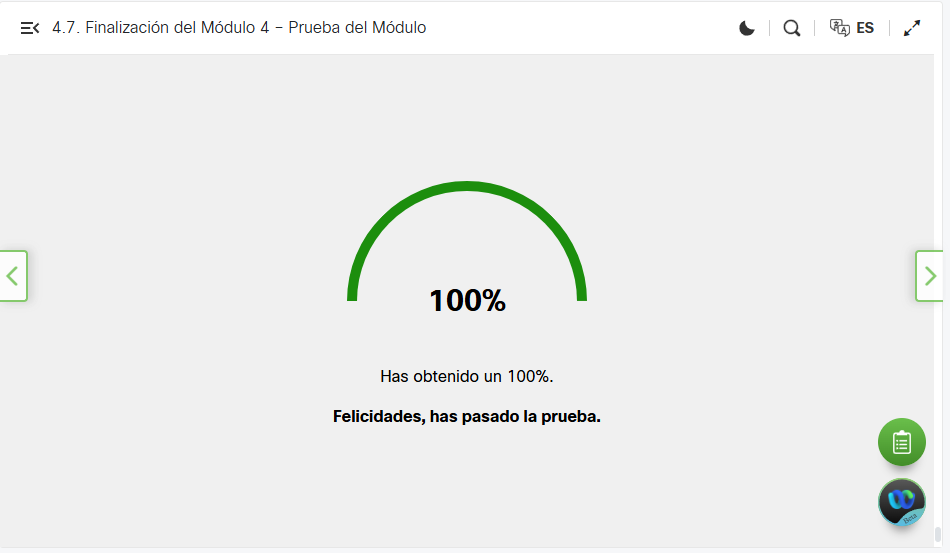 4.7. Finalización del Módulo 4 – Prueba del Módulo
ES
100%
Has obtenido un 100%.
Felicidades, has pasado la prueba.
Beta